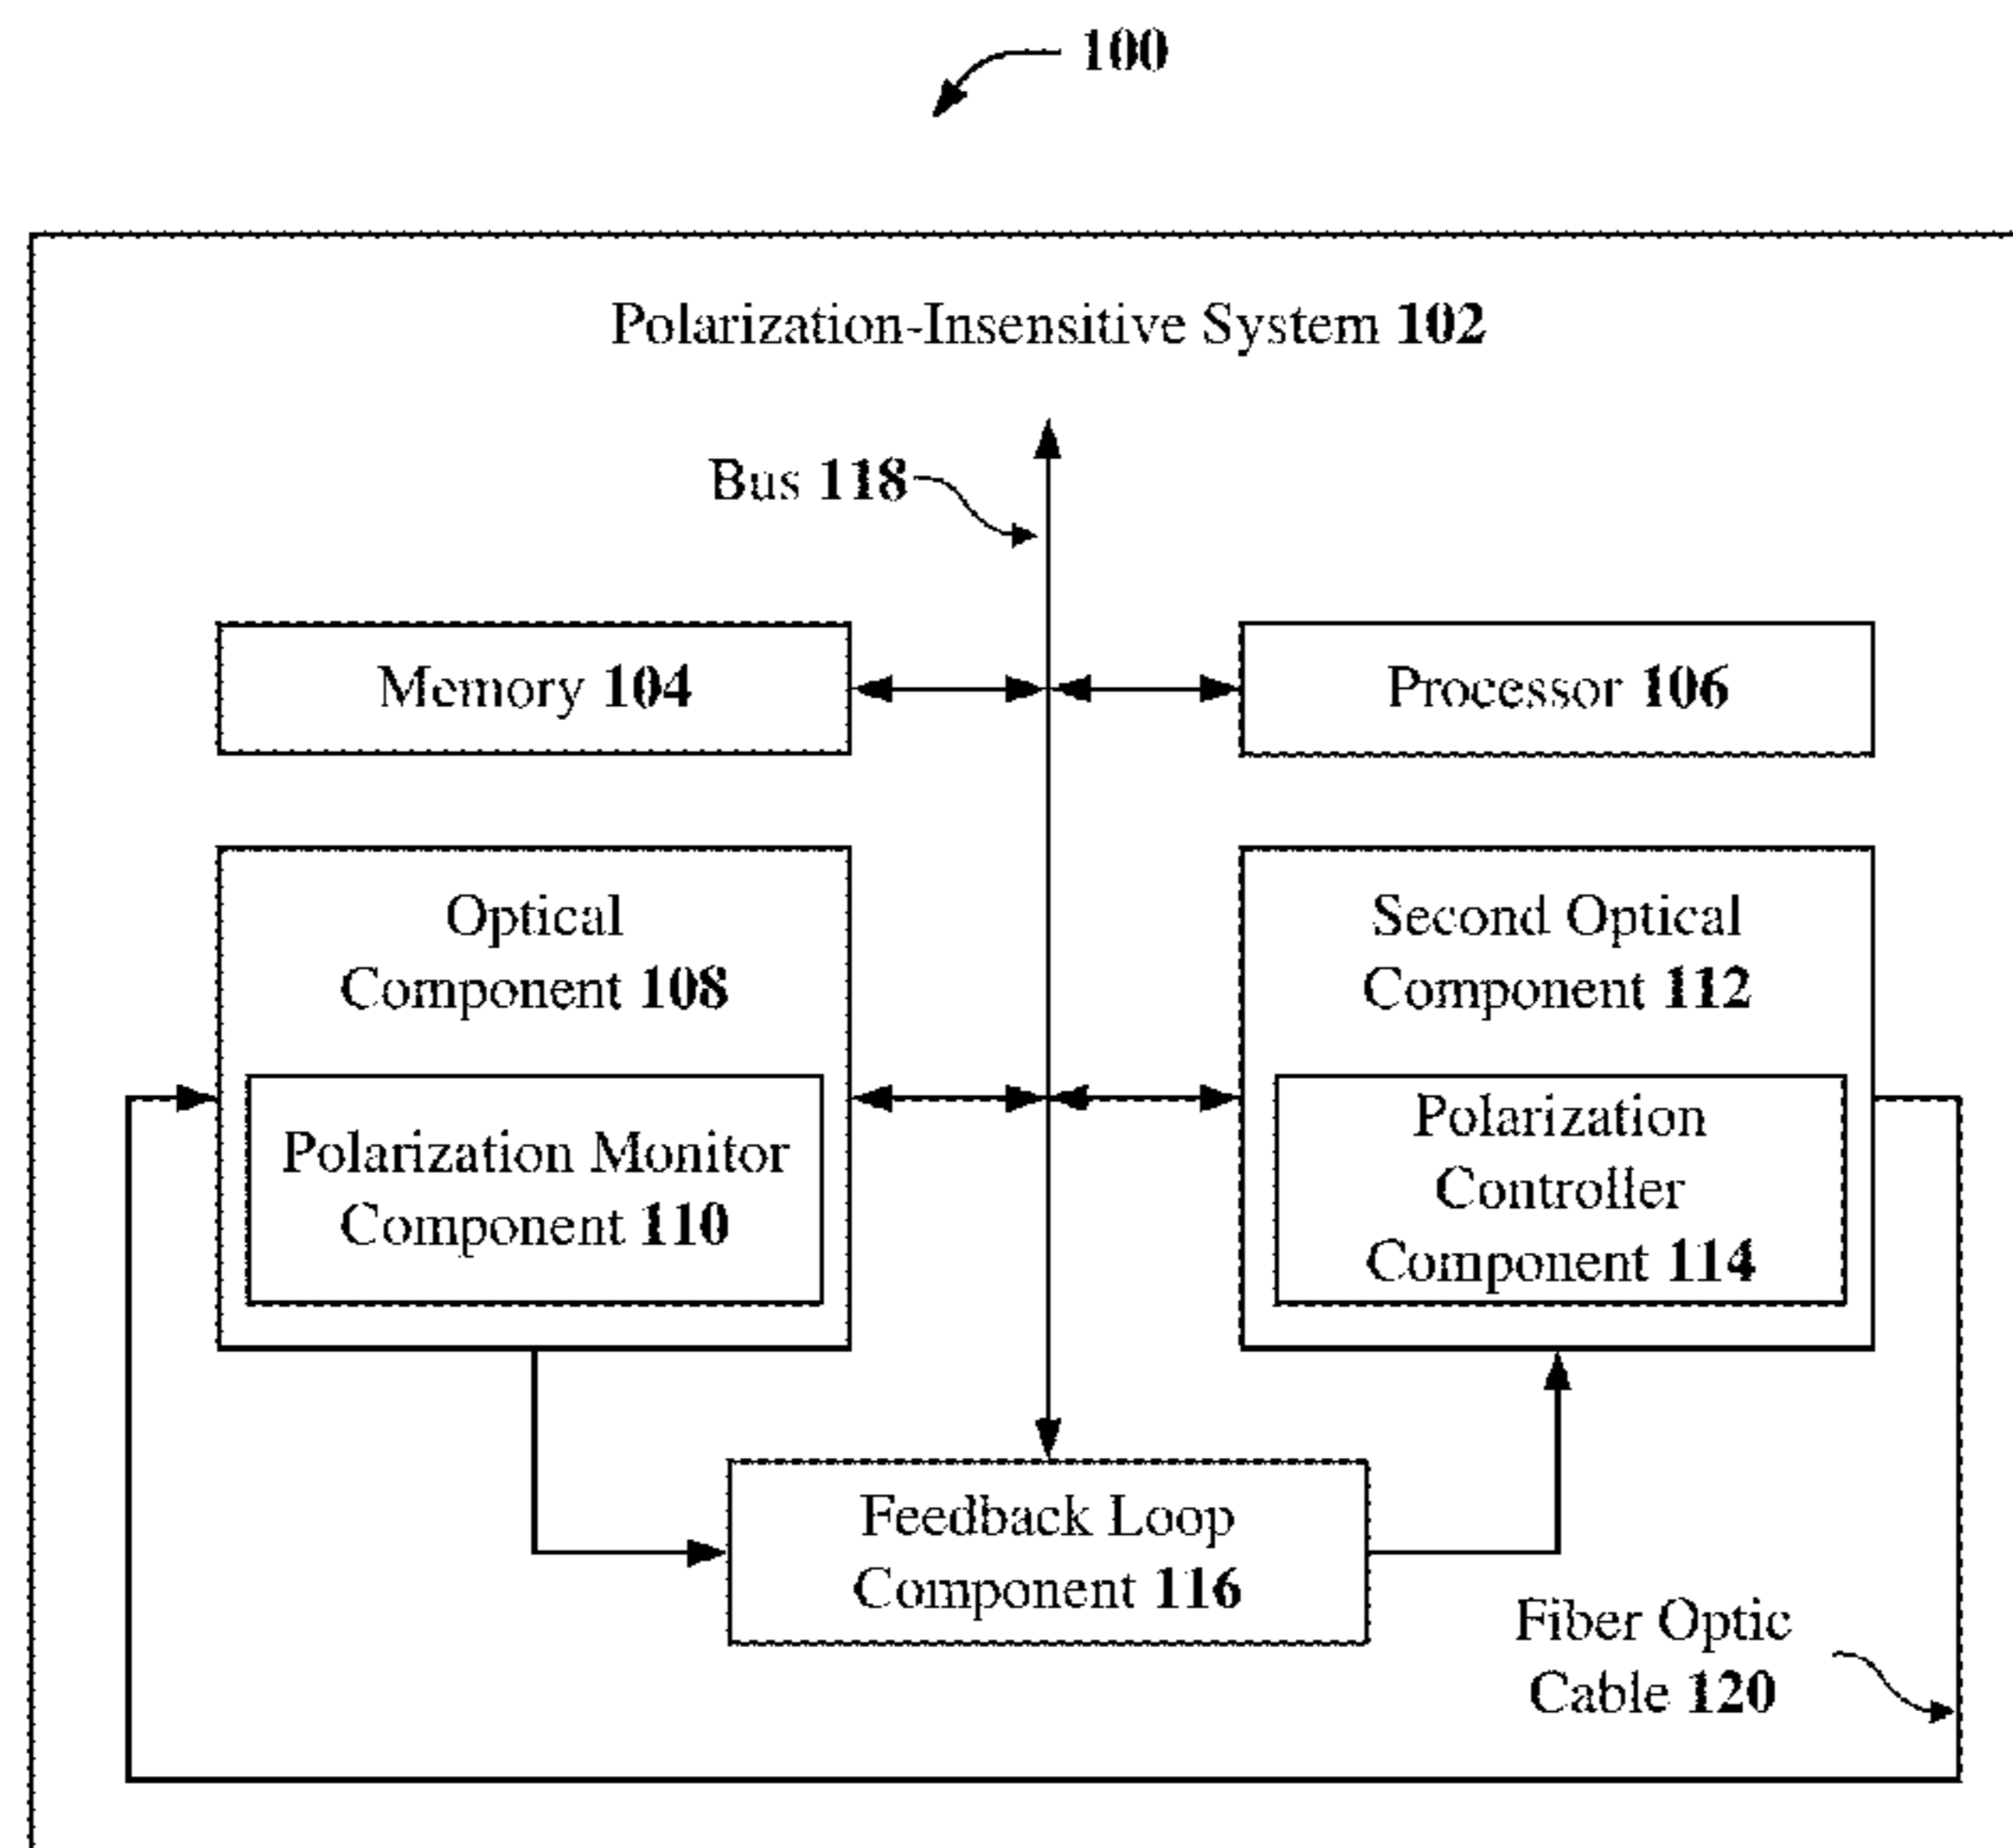 100
Polarization-Insensitive System 102
Bus 118
Memory 104
Processor 106
Optical
Component 108
Polarization Monitor
Component 110
Second Optical
Component 112
Polarization
Controller
Component 114
Feedback Loop
Component 116
Fiber Optic
Cable 120